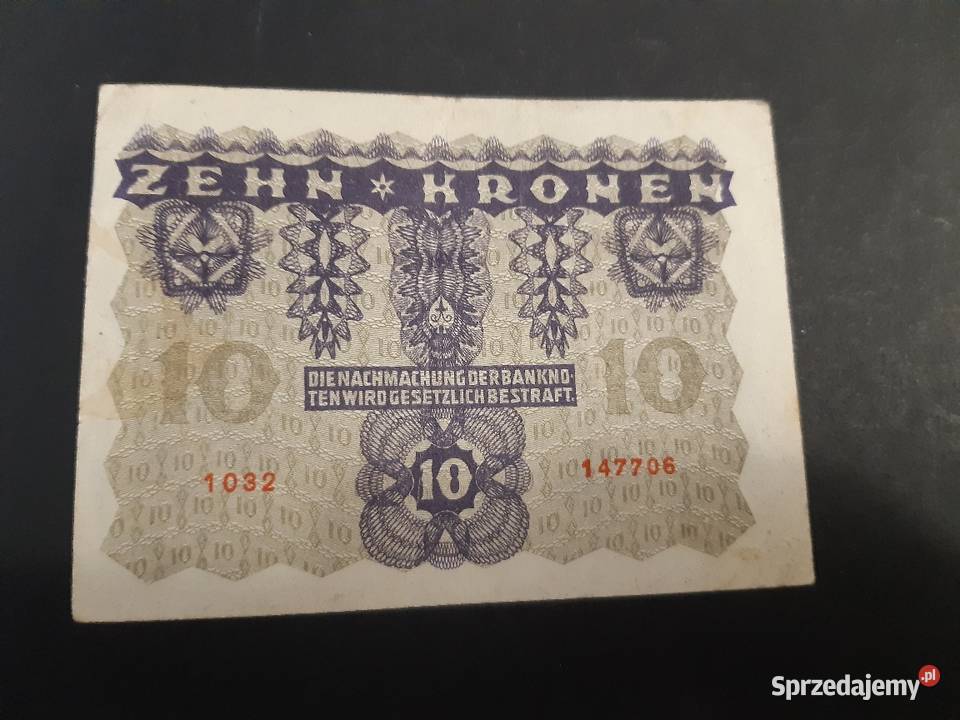 ZEHN ✶ KRONEN
10 10
DIE NACHMACHUNG DER BANKNO-
TEN WIRD GESETZLICH BESTRAFT.
10
1032 147706
Sprzedajemy.pl